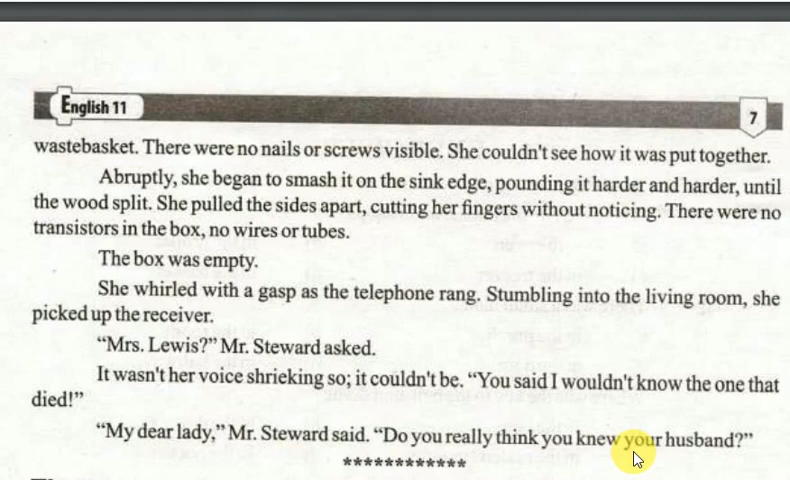 English 11
7
wastebasket. There were no nails or screws visible. She couldn't see how it was put together.
Abruptly, she began to smash it on the sink edge, pounding it harder and harder, until
the wood split. She pulled the sides apart, cutting her fingers without noticing. There were no
transistors in the box, no wires or tubes.
The box was empty.
She whirled with a gasp as the telephone rang. Stumbling into the living room, she
picked up the receiver.
“Mrs. Lewis?” Mr. Steward asked.
It wasn't her voice shrieking so; it couldn't be. “You said I wouldn't know the one that
died!”
“My dear lady,” Mr. Steward said. “Do you really think you knew your husband?”
************